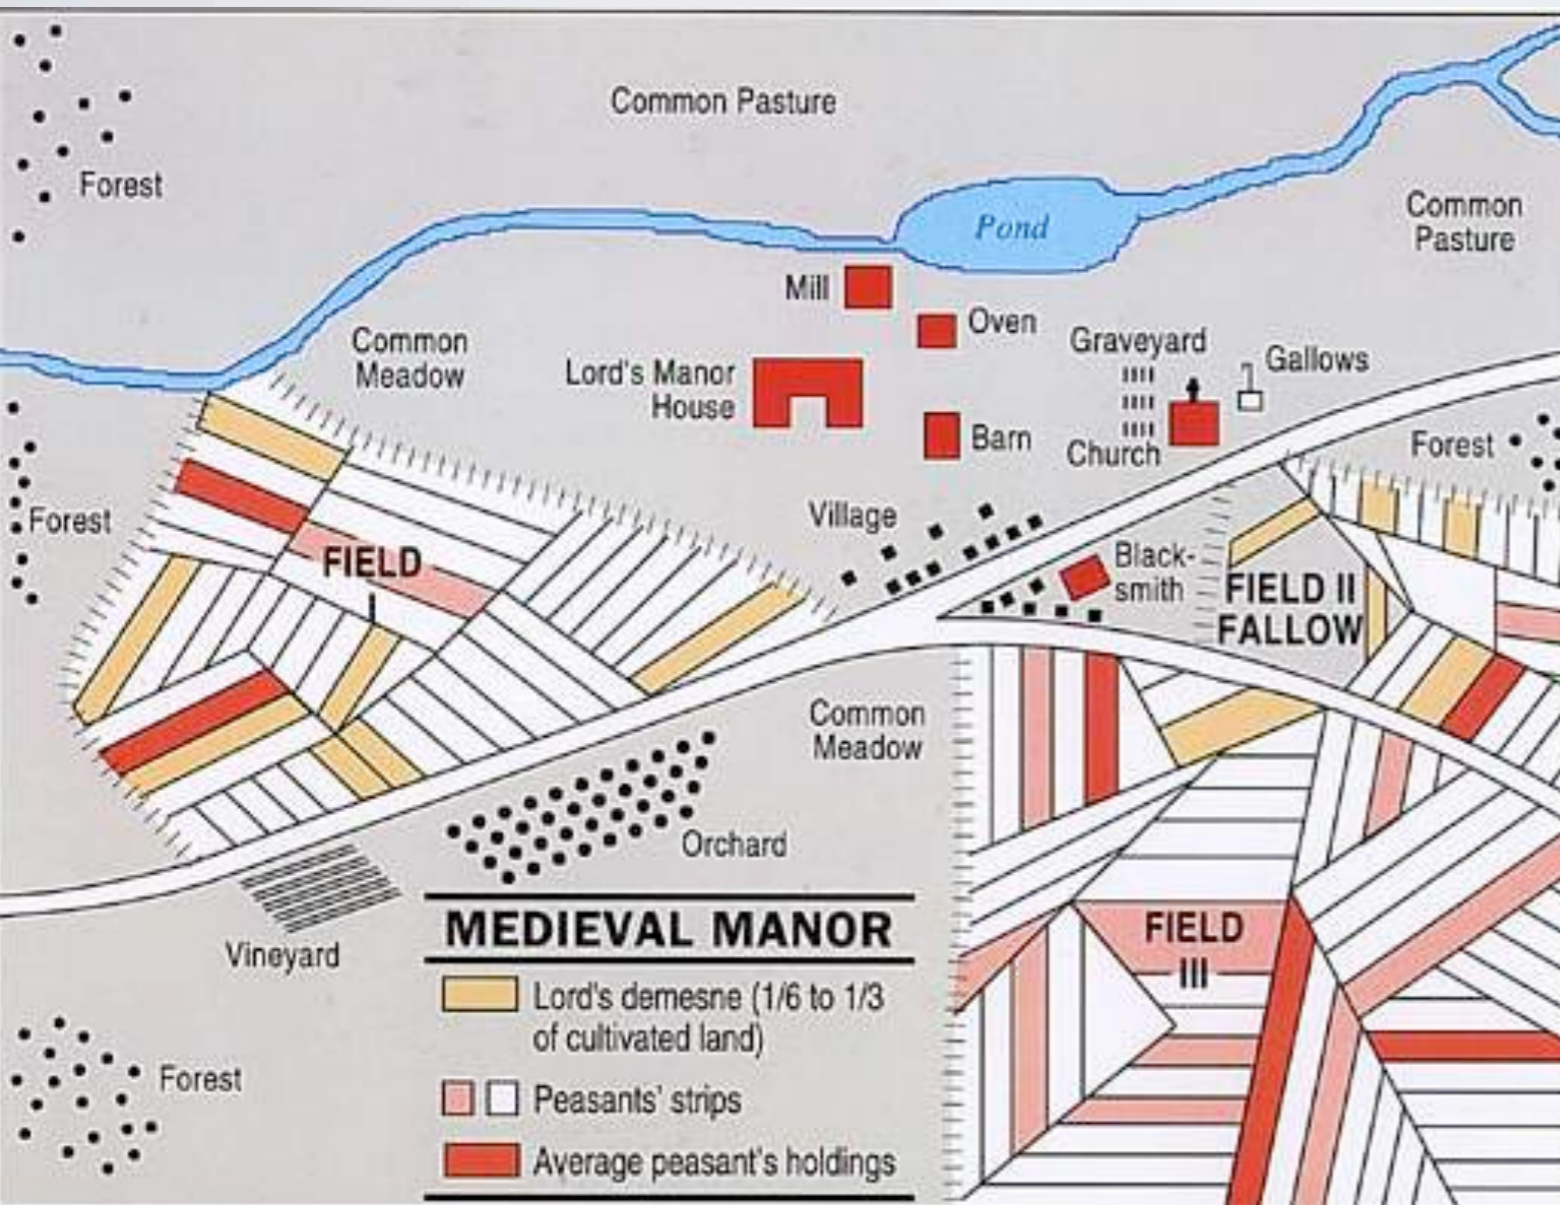 Common Pasture
Forest
Pond
Common
Pasture
Mill
Oven
Common
Meadow
Graveyard
Gallows
Lord's Manor
House
Barn
Church
Forest
Forest
Village
FIELD
I
Black-
smith
FIELD II
FALLOW
Common
Meadow
Orchard
Vineyard
FIELD
III
Forest
MEDIEVAL MANOR
Lord's demesne (1/6 to 1/3
of cultivated land)
Peasants' strips
Average peasant's holdings